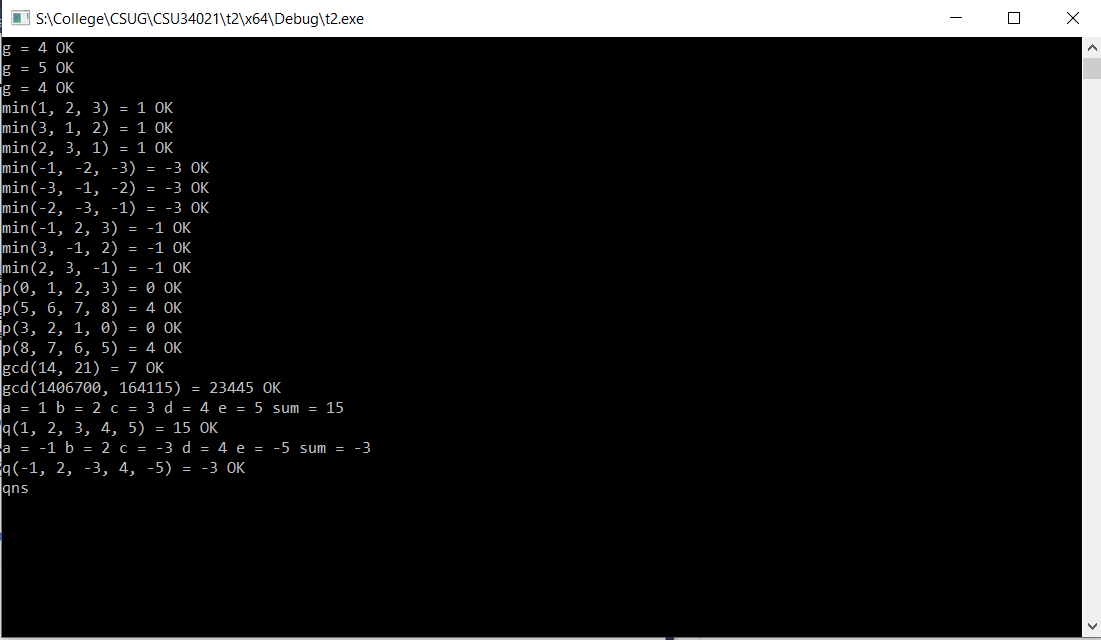 S:\College\CSUG\CSU34021\t2\x64\Debug\t2.exe
g = 4 OK
g = 5 OK
g = 4 OK
min(1, 2, 3) = 1 OK
min(3, 1, 2) = 1 OK
min(2, 3, 1) = 1 OK
min(-1, -2, -3) = -3 OK
min(-3, -1, -2) = -3 OK
min(-2, -3, -1) = -3 OK
min(-1, 2, 3) = -1 OK
min(3, -1, 2) = -1 OK
min(2, 3, -1) = -1 OK
p(0, 1, 2, 3) = 0 OK
p(5, 6, 7, 8) = 4 OK
p(3, 2, 1, 0) = 0 OK
p(8, 7, 6, 5) = 4 OK
gcd(14, 21) = 7 OK
gcd(1406700, 164115) = 23445 OK
a = 1 b = 2 c = 3 d = 4 e = 5 sum = 15
q(1, 2, 3, 4, 5) = 15 OK
a = -1 b = 2 c = -3 d = 4 e = -5 sum = -3
q(-1, 2, -3, 4, -5) = -3 OK
qns